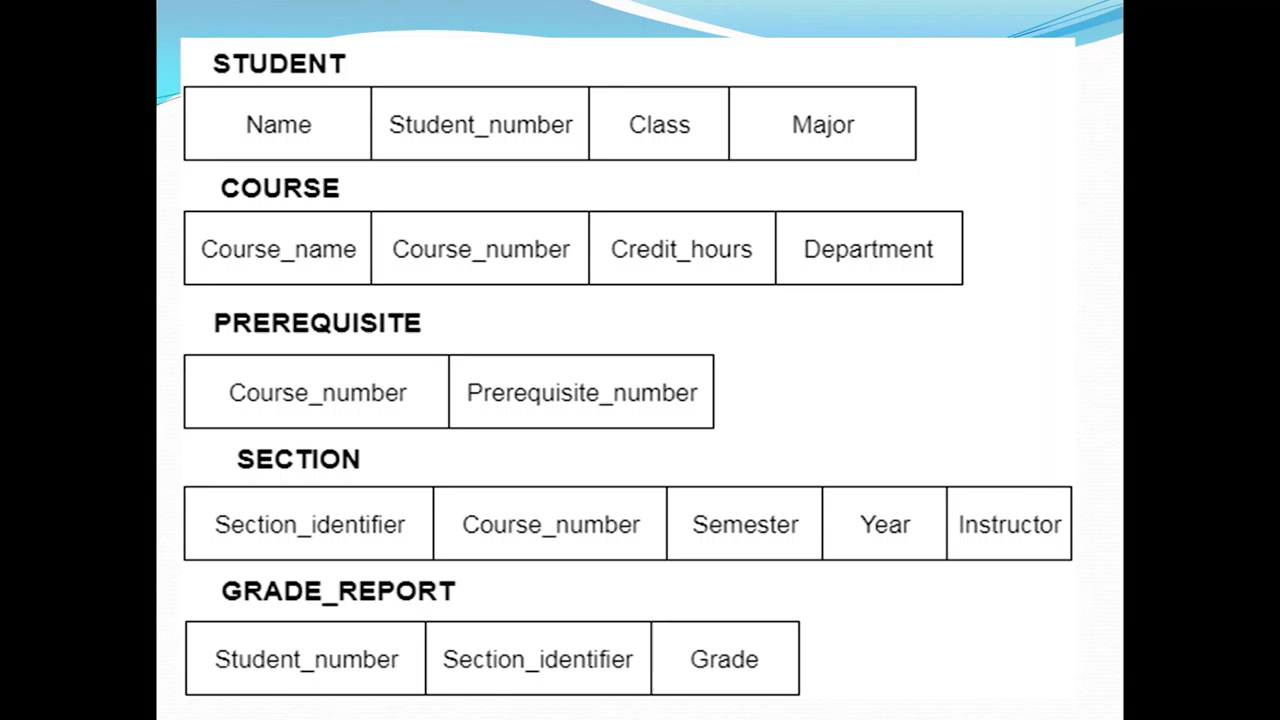 STUDENT
Name Student_number Class Major
COURSE
Course_name Course_number Credit_hours Department
PREREQUISITE
Course_number Prerequisite_number
SECTION
Section_identifier Course_number Semester Year Instructor
GRADE_REPORT
Student_number Section_identifier Grade